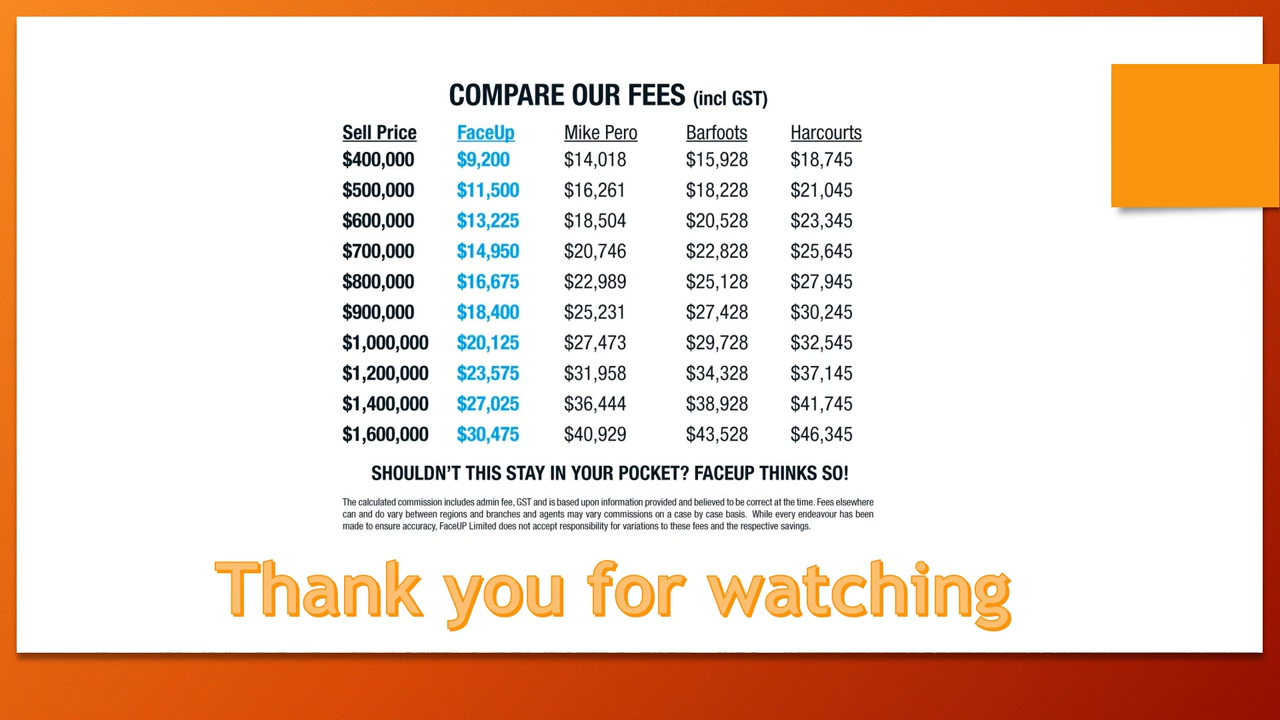 COMPARE OUR FEES (incl GST)
Sell Price FaceUp Mike Pero Barfoots Harcourts
$400,000 $9,200 $14,018 $15,928 $18,745
$500,000 $11,500 $16,261 $18,228 $21,045
$600,000 $13,225 $18,504 $20,528 $23,345
$700,000 $14,950 $20,746 $22,828 $25,645
$800,000 $16,675 $22,989 $25,128 $27,945
$900,000 $18,400 $25,231 $27,428 $30,245
$1,000,000 $20,125 $27,473 $29,728 $32,545
$1,200,000 $23,575 $31,958 $34,328 $37,145
$1,400,000 $27,025 $36,444 $38,928 $41,745
$1,600,000 $30,475 $40,929 $43,528 $46,345
SHOULDN'T THIS STAY IN YOUR POCKET? FACEUP THINKS SO!
The calculated commission includes admin fee, GST and is based upon information provided and believed to be correct at the time. Fees elsewhere
can and do vary between regions and branches and agents may vary commissions on a case by case basis. While every endeavour has been
made to ensure accuracy, FaceUP Limited does not accept responsibility for variations to these fees and the respective savings.
Thank you for watching